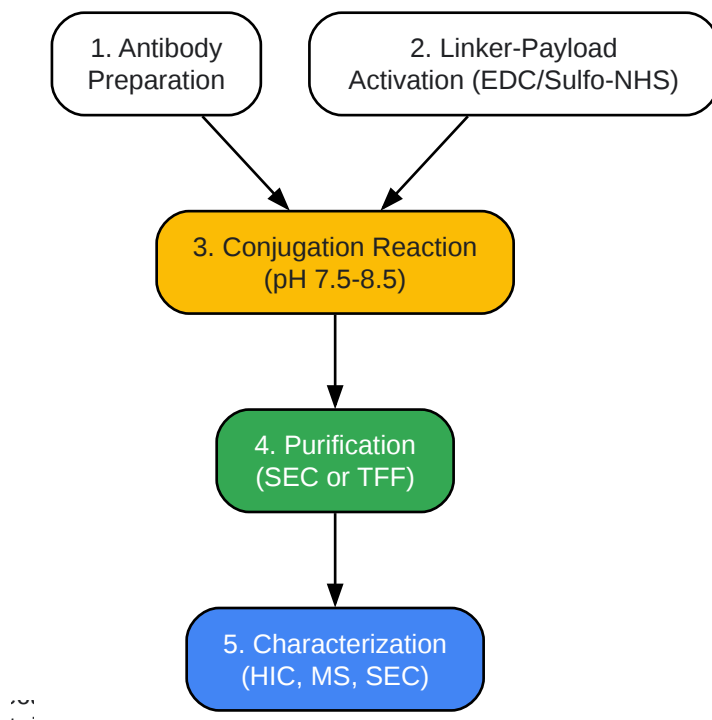 1. Antibody
Preparation
2. Linker-Payload
Activation (EDC/Sulfo-NHS)
3. Conjugation Reaction
(pH 7.5-8.5)
4. Purification
(SEC or TFF)
5. Characterization
(HIC, MS, SEC)